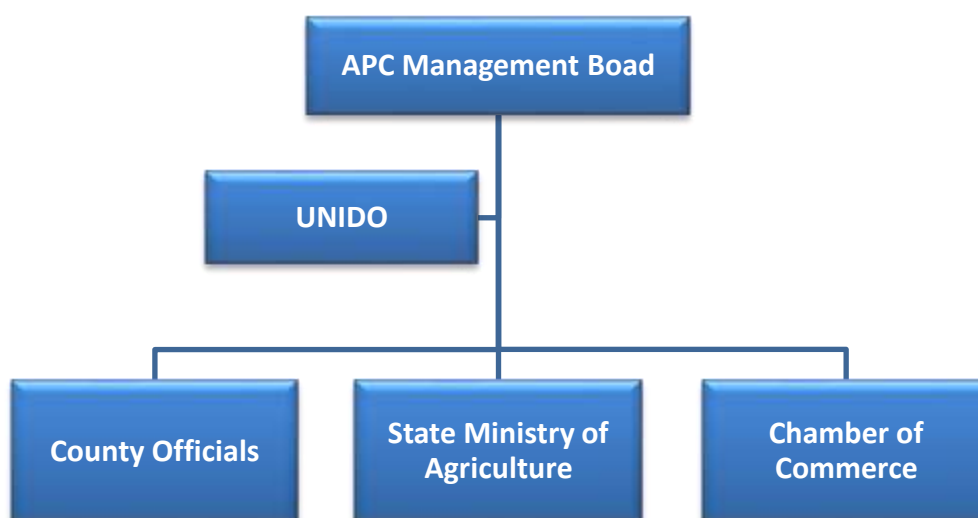 APC Management Boad
UNIDO
County Officials
State Ministry of
Agriculture
Chamber of
Commerce